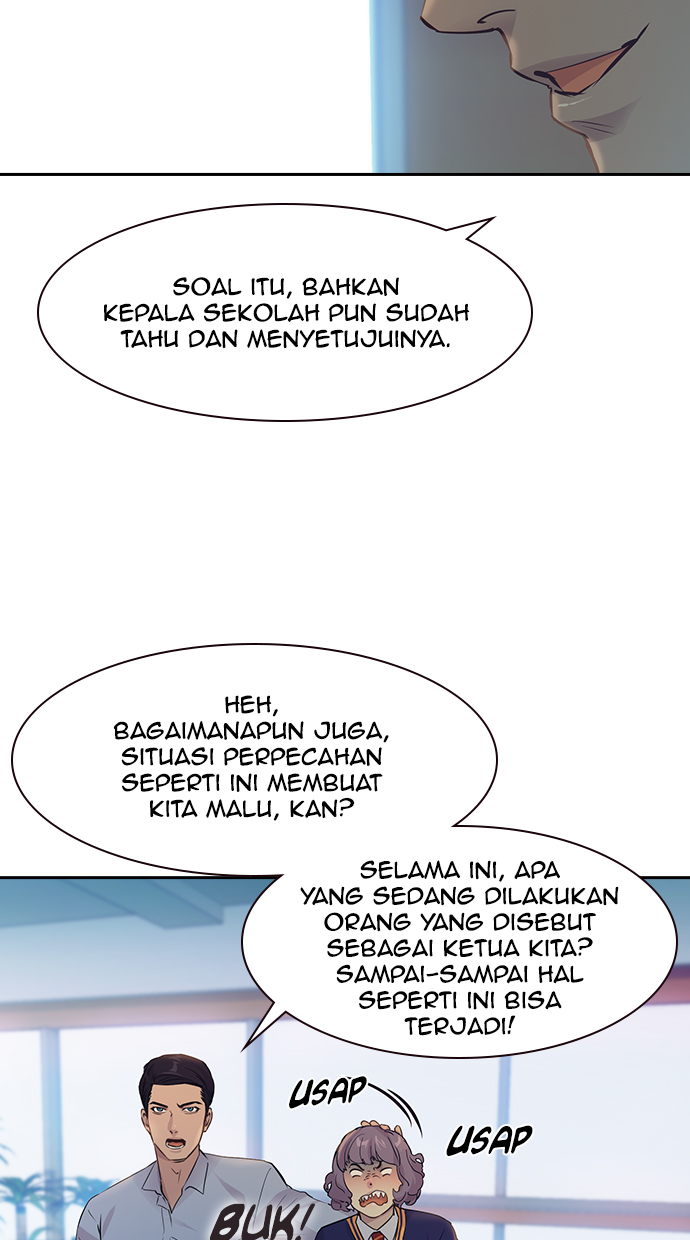 SOAL ITU, BAHKAN
KEPALA SEKOLAH PUN SUDAH
TAHU DAN MENYETUJUINYA.
HEH,
BAGAIMANAPUN JUGA,
SITUASI PERPECAHAN
SEPERTI INI MEMBUAT
KITA MALU, KAN?
SELAMA INI, APA
YANG SEDANG DILAKUKAN
ORANG YANG DISEBUT
SEBAGAI KETUA KITA?
SAMPAI-SAMPAI HAL
SEPERTI INI BISA
TERJADI!
USAP
USAP
BUK!